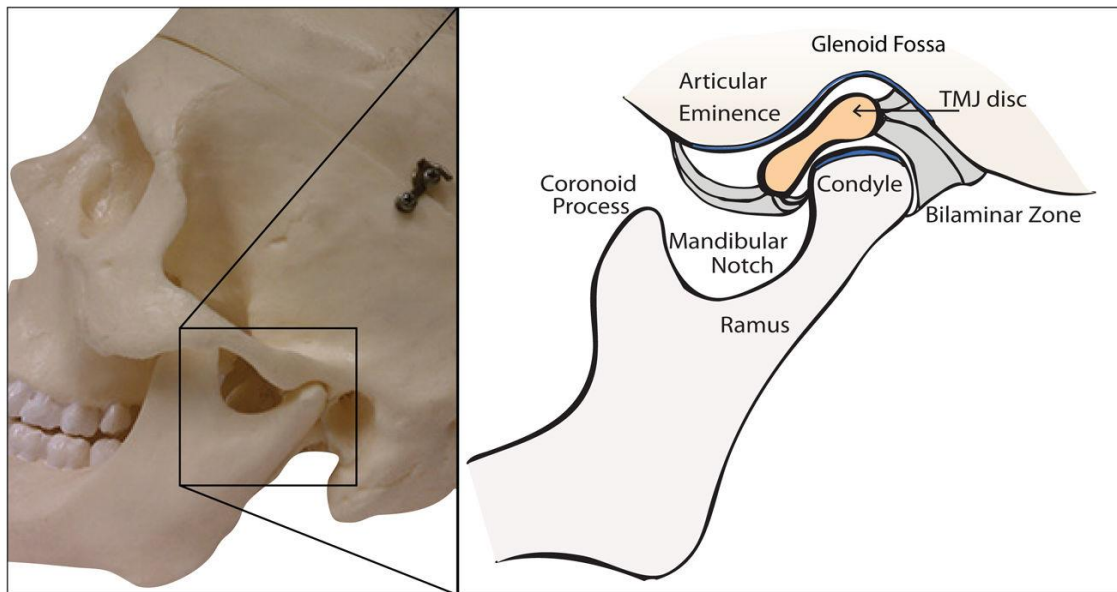 Glenoid Fossa
Articular
Eminence
TMJ disc
Coronoid
Process
Condyle
Bilaminar Zone
Mandibular
Notch
Ramus